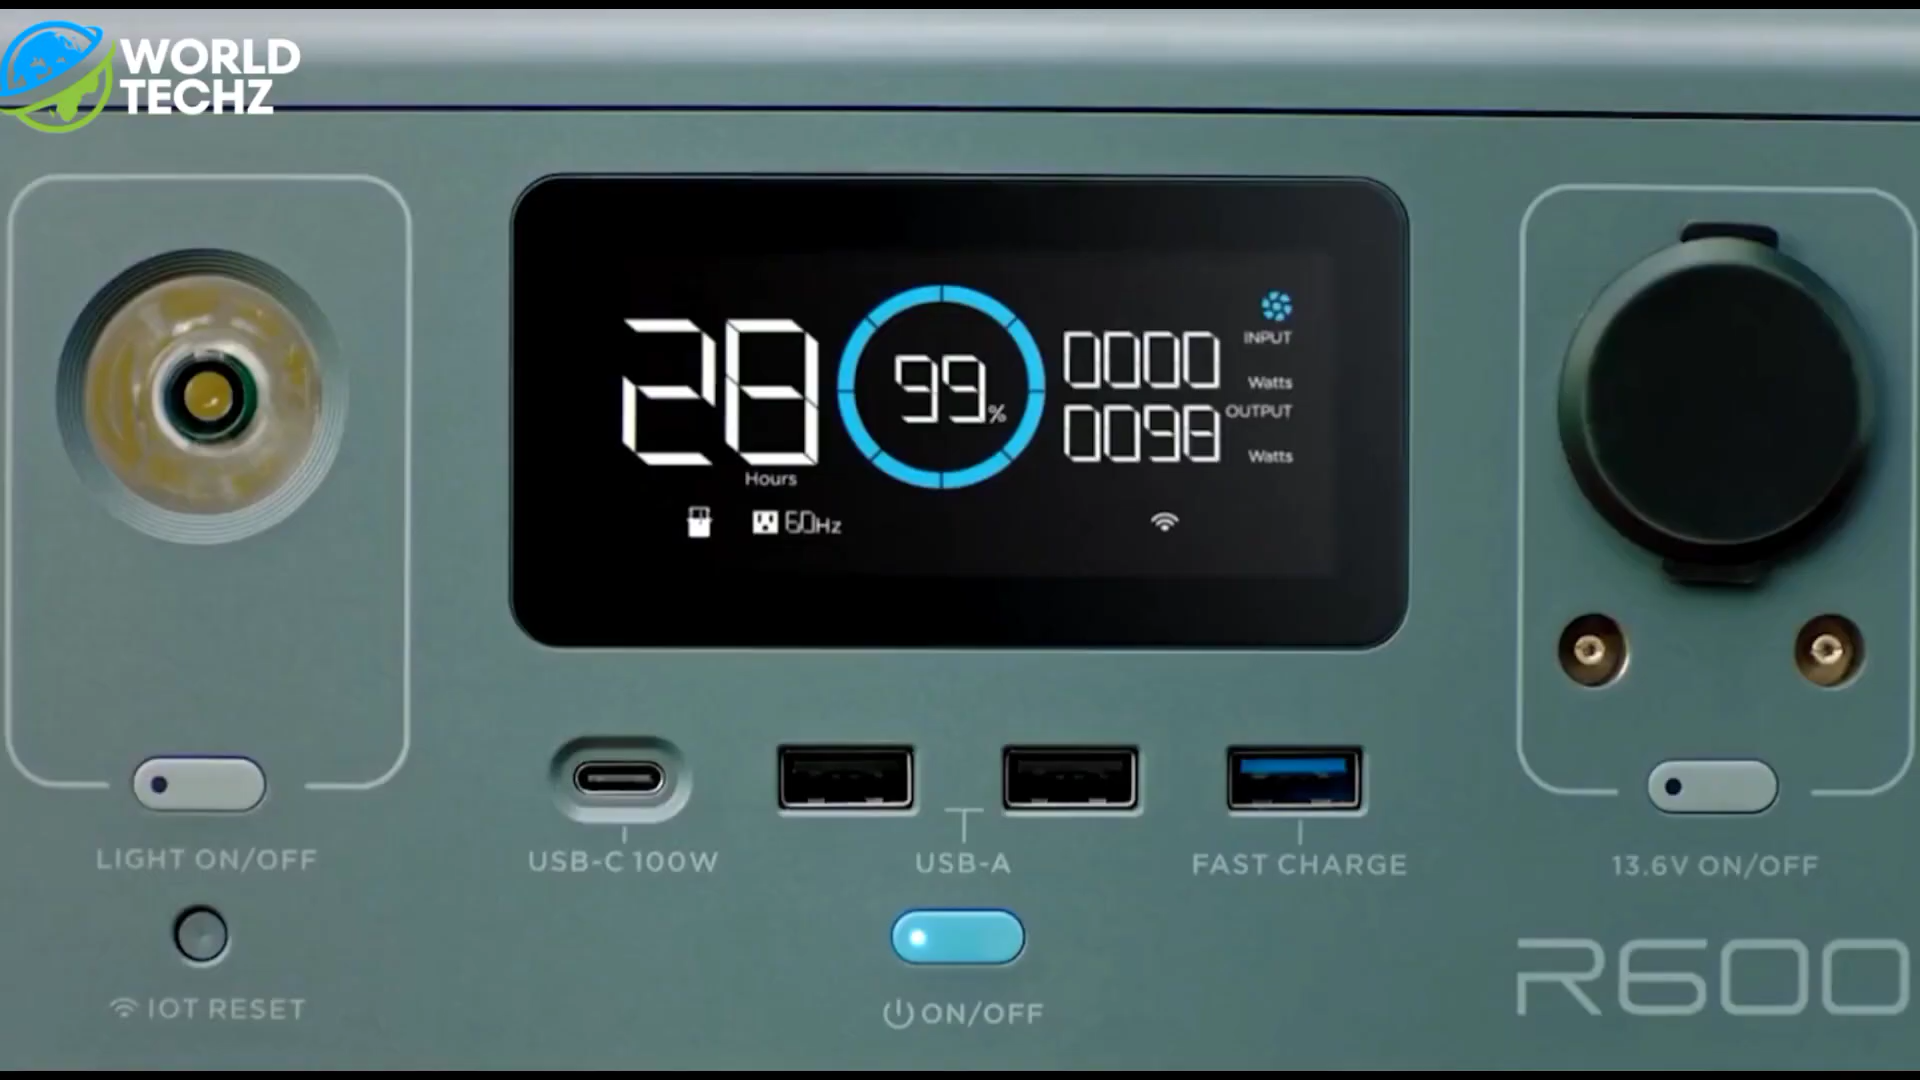 WORLD
TECHZ
28
Hours
99%
0000
INPUT
Watts
0098
OUTPUT
Watts
60Hz
USB-C 100W
USB-A
FAST CHARGE
LIGHT ON/OFF
13.6V ON/OFF
IOT RESET
ON/OFF
R600